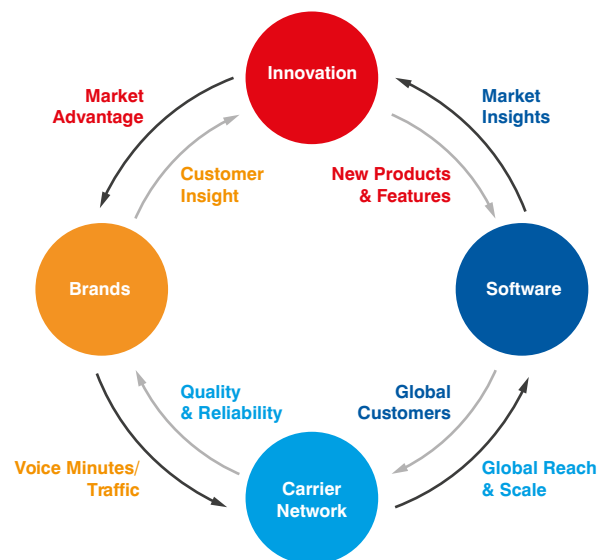 Innovation
Market
Advantage
Market
Insights
Customer
Insight
New Products
& Features
Brands
Software
Quality
& Reliability
Global
Customers
Voice Minutes/
Traffic
Carrier
Network
Global Reach
& Scale